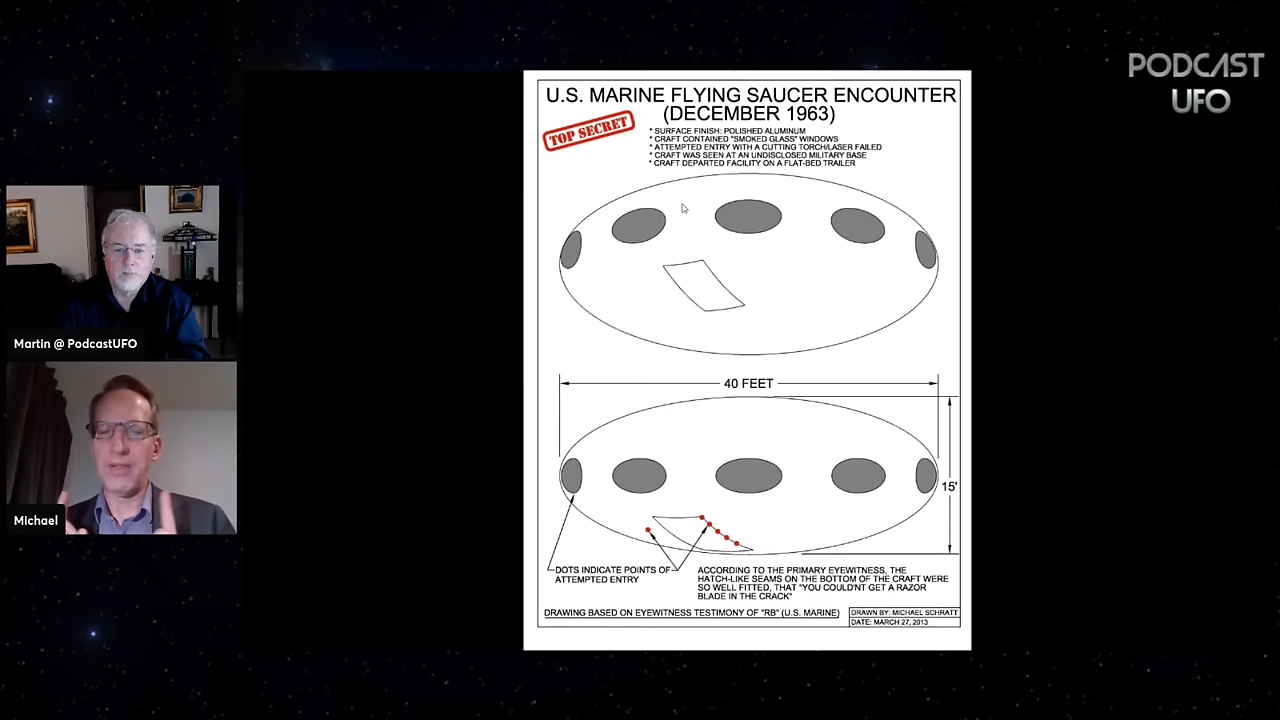 PODCAST
UFO
U.S. MARINE FLYING SAUCER ENCOUNTER
(DECEMBER 1963)
TOP SECRET
* SURFACE FINISH: POLISHED ALUMINUM
* CRAFT CONTAINED "SMOKED GLASS" WINDOWS
* ATTEMPTED ENTRY WITH A CUTTING TORCH/LASER FAILED
* CRAFT WAS SEEN AT AN UNDISCLOSED MILITARY BASE
* CRAFT DEPARTED FACILITY ON A FLAT-BED TRAILER
Martin @ PodcastUFO
40 FEET
15'
Michael
DOTS INDICATE POINTS OF
ATTEMPTED ENTRY
ACCORDING TO THE PRIMARY EYEWITNESS, THE
HATCH-LIKE SEAMS ON THE BOTTOM OF THE CRAFT WERE
SO WELL FITTED, THAT "YOU COULD'NT GET A RAZOR
BLADE IN THE CRACK"
DRAWING BASED ON EYEWITNESS TESTIMONY OF "RB" (U.S. MARINE)
DRAWN BY: MICHAEL SCHRATT
DATE: MARCH 27, 2013